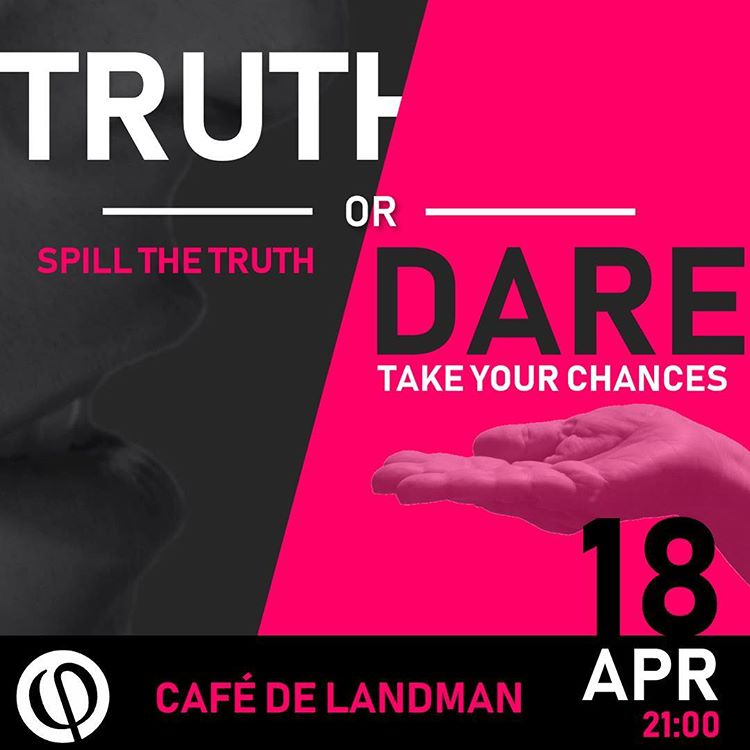 TRUTH
OR
SPILL THE TRUTH
DARE
TAKE YOUR CHANCES
18
APR
21:00
CAFÉ DE LANDMAN
φ